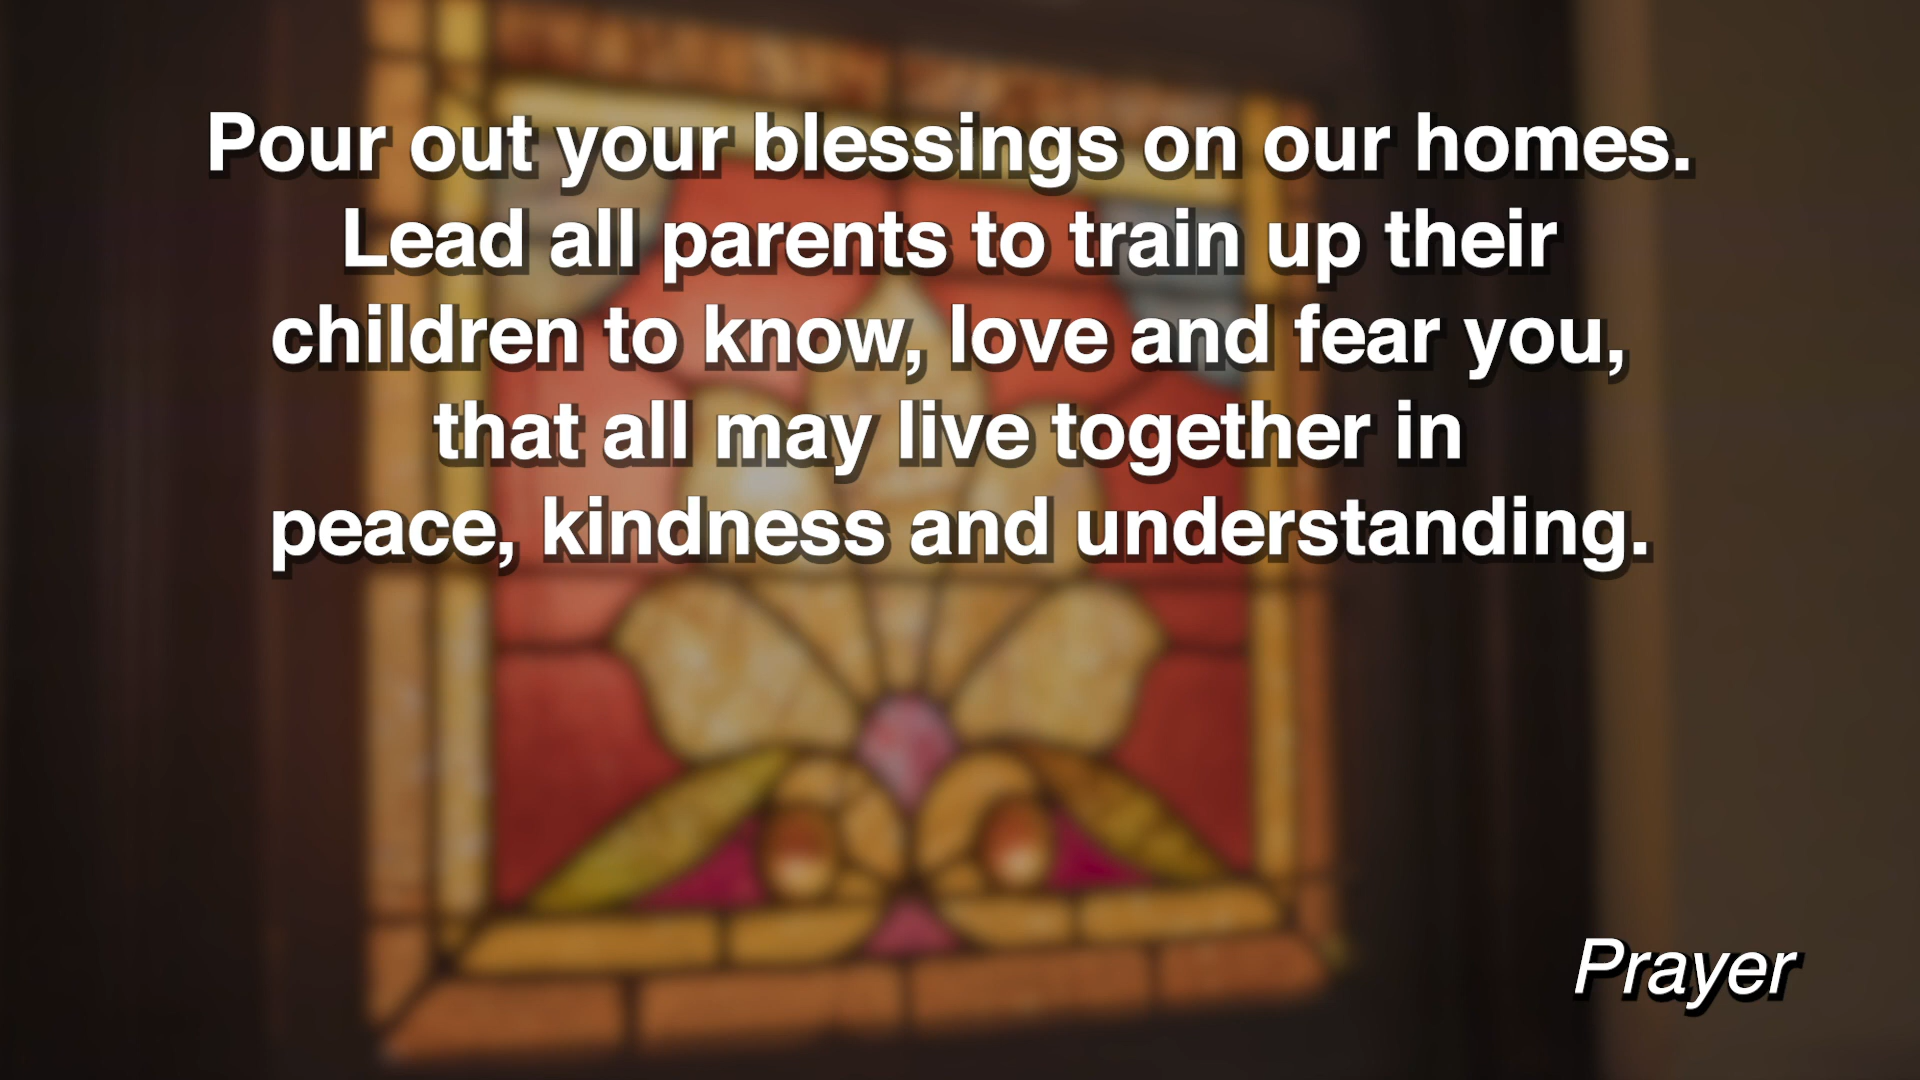 Pour out your blessings on our homes.
Lead all parents to train up their
children to know, love and fear you,
that all may live together in
peace, kindness and understanding.
Prayer